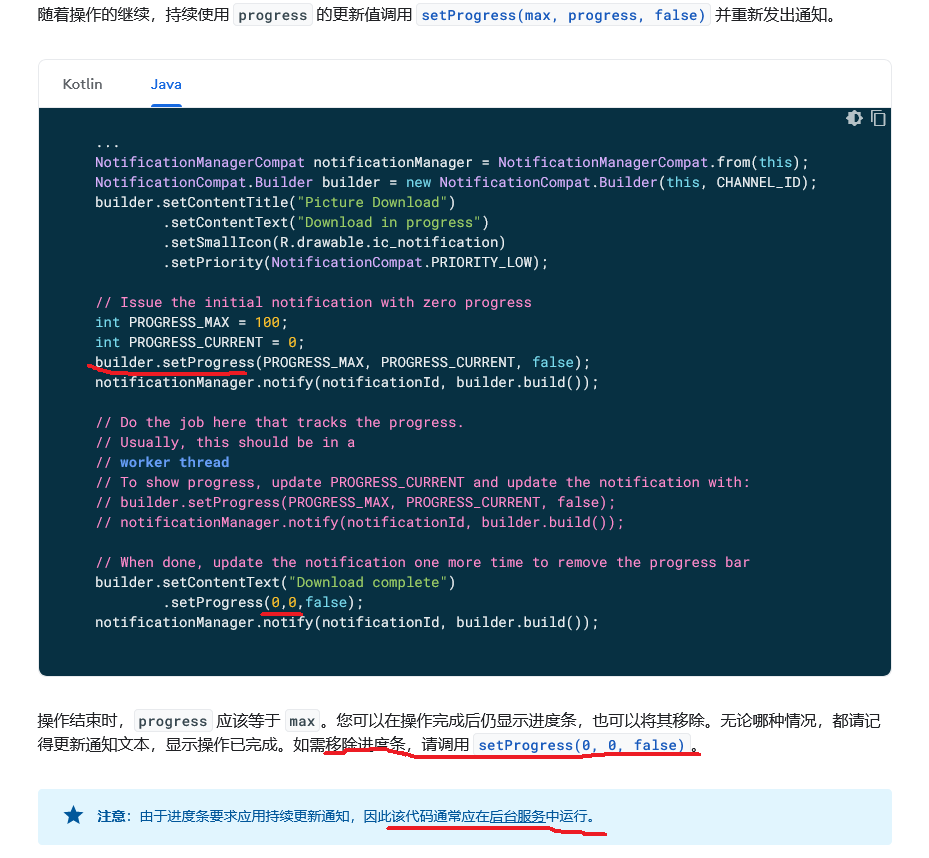 随着操作的继续，持续使用 progress 的更新值调用 setProgress(max, progress, false) 并重新发出通知。
Kotlin
Java
...
NotificationManagerCompat notificationManager = NotificationManagerCompat.from(this);
NotificationCompat.Builder builder = new NotificationCompat.Builder(this, CHANNEL_ID);
builder.setContentTitle("Picture Download")
.setContentText("Download in progress")
.setSmallIcon(R.drawable.ic_notification)
.setPriority(NotificationCompat.PRIORITY_LOW);
// Issue the initial notification with zero progress
int PROGRESS_MAX = 100;
int PROGRESS_CURRENT = 0;
builder.setProgress(PROGRESS_MAX, PROGRESS_CURRENT, false);
notificationManager.notify(notificationId, builder.build());
// Do the job here that tracks the progress.
// Usually, this should be in a
// worker thread
// To show progress, update PROGRESS_CURRENT and update the notification with:
// builder.setProgress(PROGRESS_MAX, PROGRESS_CURRENT, false);
// notificationManager.notify(notificationId, builder.build());
// When done, update the notification one more time to remove the progress bar
builder.setContentText("Download complete")
.setProgress(0,0,false);
notificationManager.notify(notificationId, builder.build());
操作结束时，progress 应该等于 max。您可以在操作完成后仍显示进度条，也可以将其移除。无论哪种情况，都请记
得更新通知文本，显示操作已完成。如需移除进度条，请调用 setProgress(0, 0, false)。
注意：由于进度条要求应用持续更新通知，因此该代码通常应在后台服务中运行。